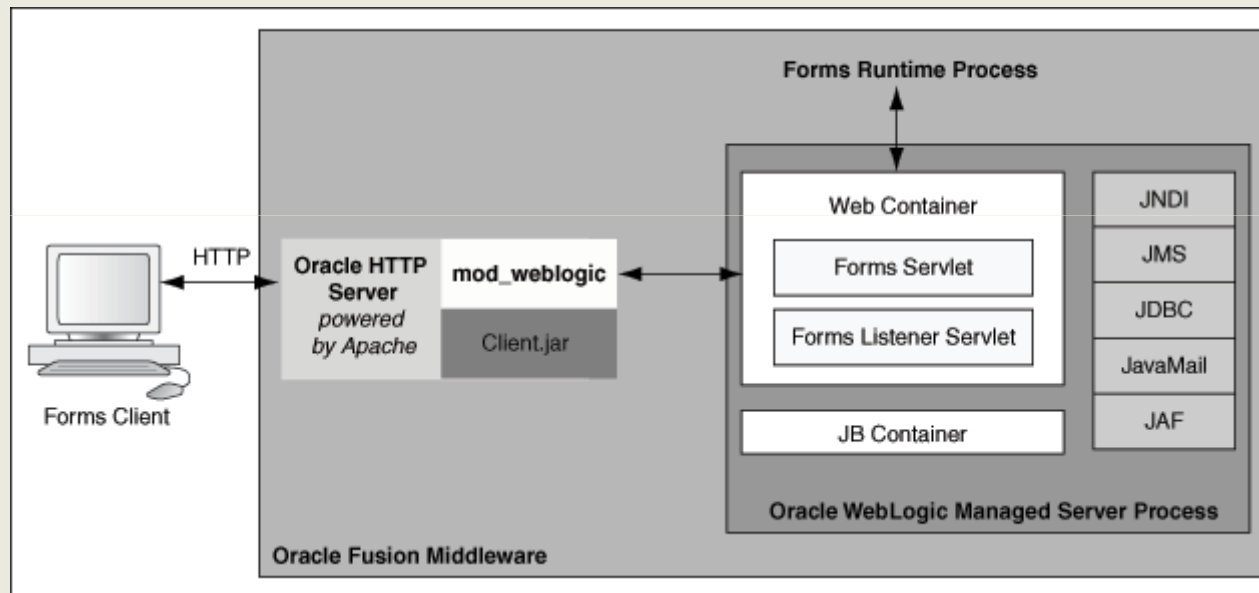 Forms Runtime Process
Web Container
Forms Servlet
Forms Listener Servlet
JB Container
JNDI
JMS
JDBC
JavaMail
JAF
Oracle WebLogic Managed Server Process
HTTP
Oracle HTTP
Server
powered
by Apache
mod_weblogic
Client.jar
Forms Client
Oracle Fusion Middleware